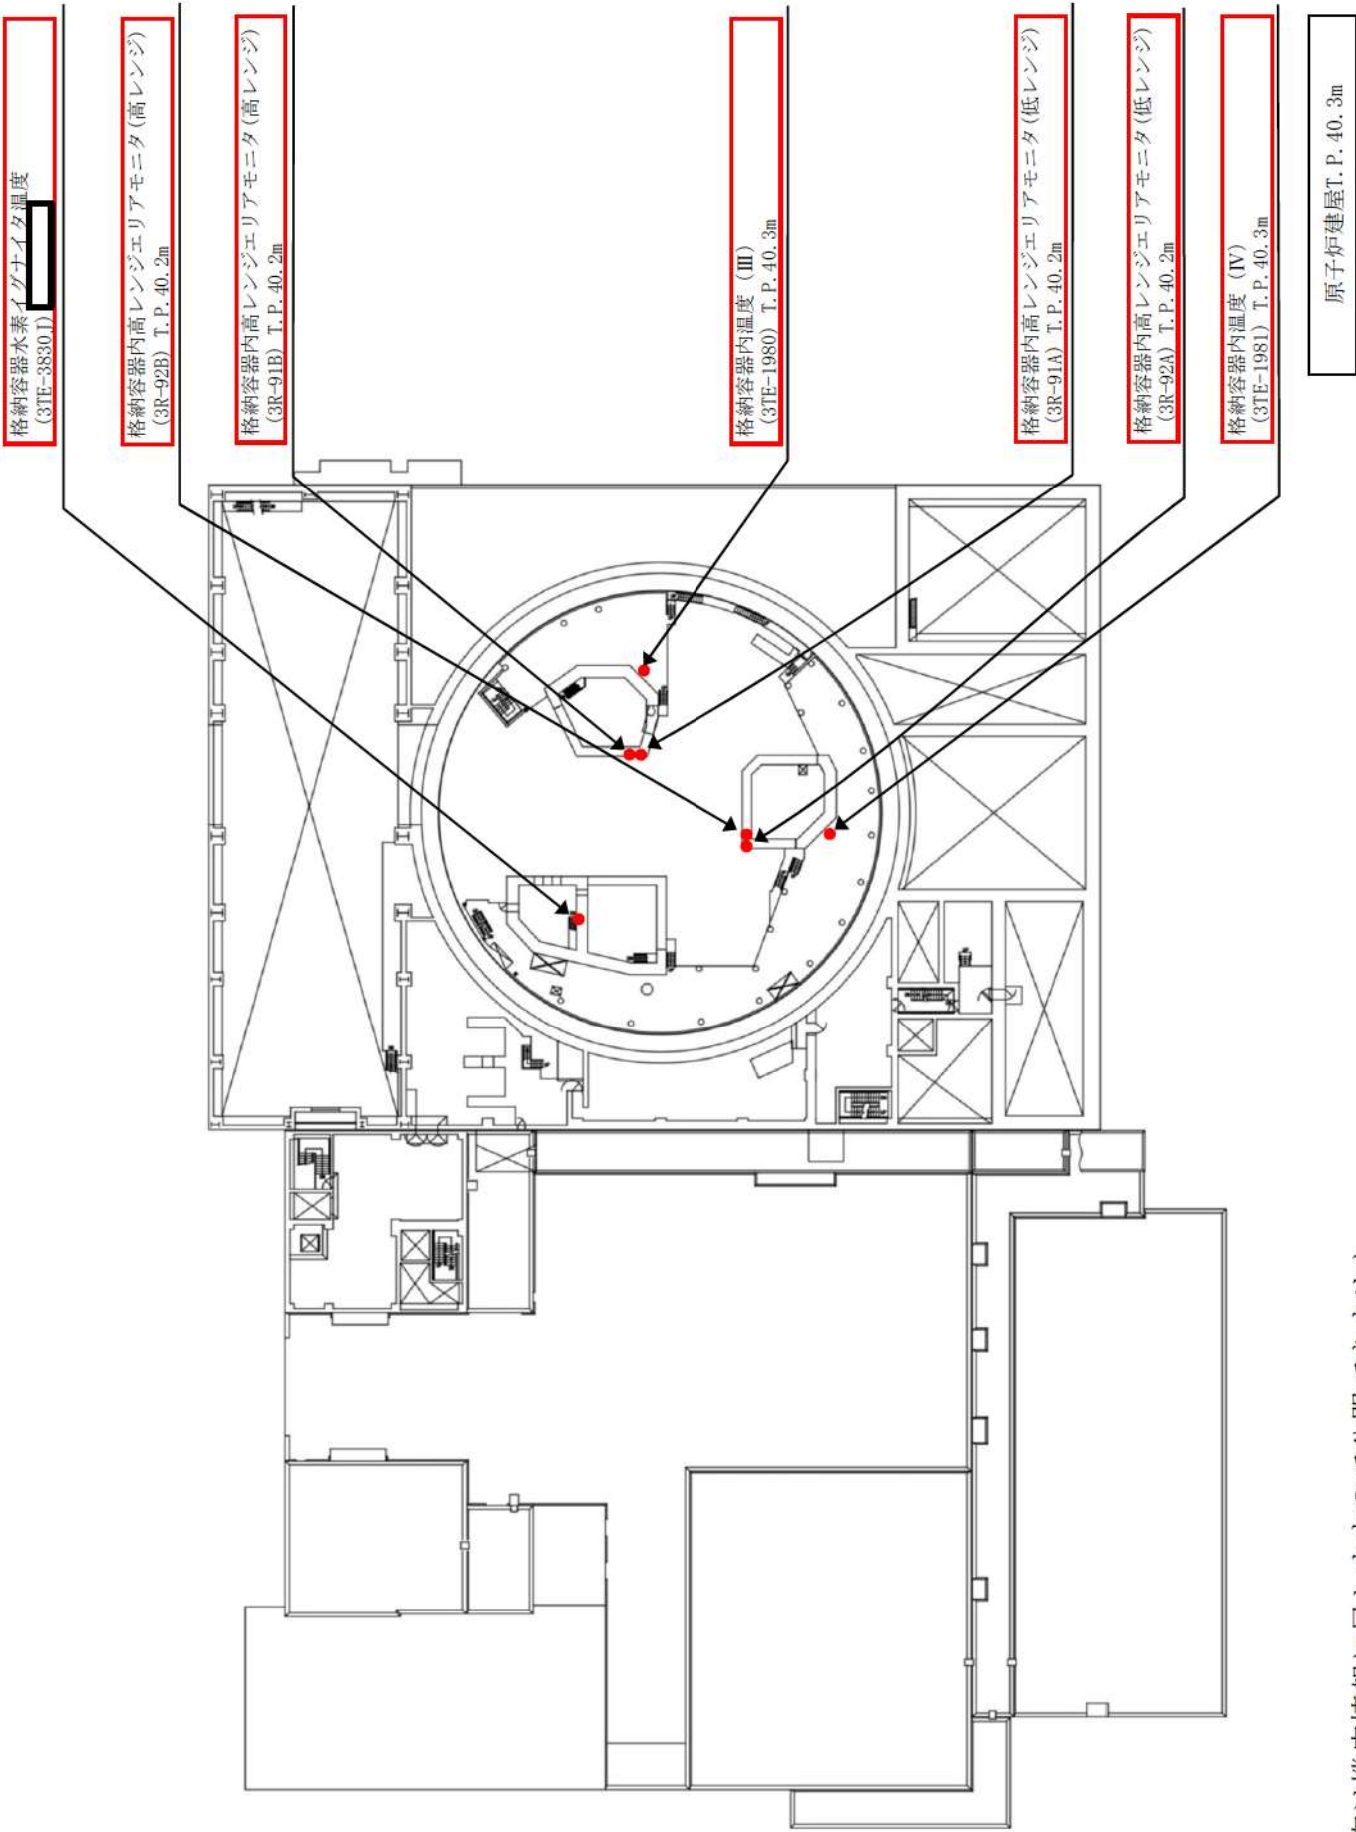 格納容器水素イグナイタ温度
(3TE-3830J)
格納容器内高レンジエリアモニタ(高レンジ)
(3R-92B) T.P.40.2m
格納容器内高レンジエリアモニタ(高レンジ)
(3R-91B) T.P.40.2m
格納容器内温度 (Ⅲ)
(3TE-1980) T.P.40.3m
格納容器内高レンジエリアモニタ(低レンジ)
(3R-91A) T.P.40.2m
格納容器内高レンジエリアモニタ(低レンジ)
(3R-92A) T.P.40.2m
格納容器内温度 (Ⅳ)
(3TE-1981) T.P.40.3m
原子炉建屋T.P.40.3m